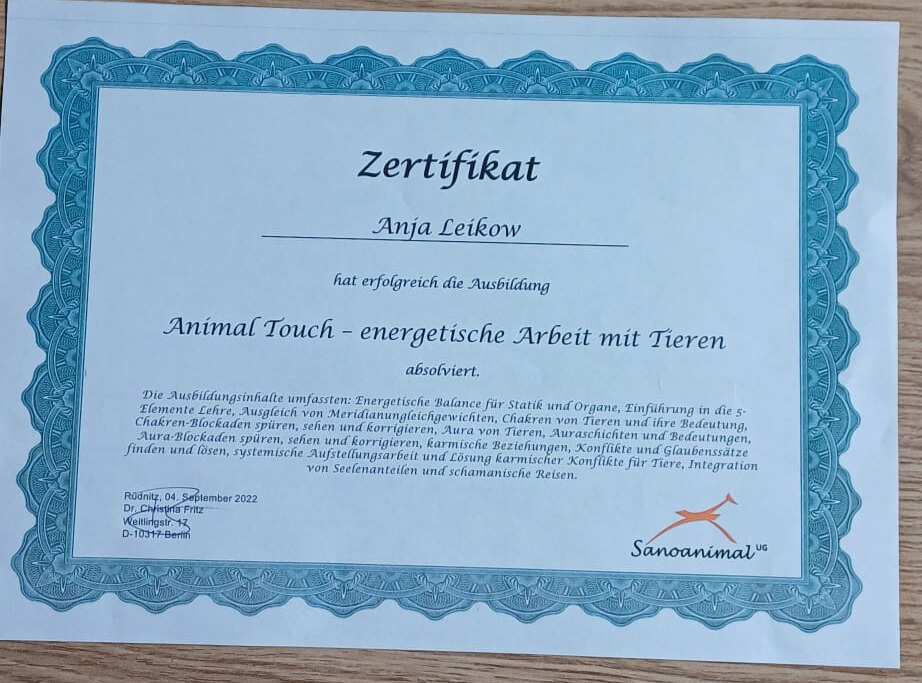 Zertifikat
Anja Leikow
hat erfolgreich die Ausbildung
Animal Touch – energetische Arbeit mit Tieren
absolviert.
Die Ausbildungsinhalte umfassten: Energetische Balance für Statik und Organe, Einführung in die 5-
Elemente Lehre, Ausgleich von Meridianungleichgewichten, Chakren von Tieren und ihre Bedeutung,
Chakren-Blockaden spüren, sehen und korrigieren, Aura von Tieren, Auraschichten und Bedeutungen,
Aura-Blockaden spüren, sehen und korrigieren, karmische Beziehungen, Konflikte und Glaubenssätze
finden und lösen, systemische Aufstellungsarbeit und Lösung karmischer Konflikte für Tiere, Integration
von Seelenanteilen und schamanische Reisen.
Rüdnitz, 04. September 2022
Dr. Christina Fritz
Weitlingstr. 17
D-10317 Berlin
Sanoanimal UG